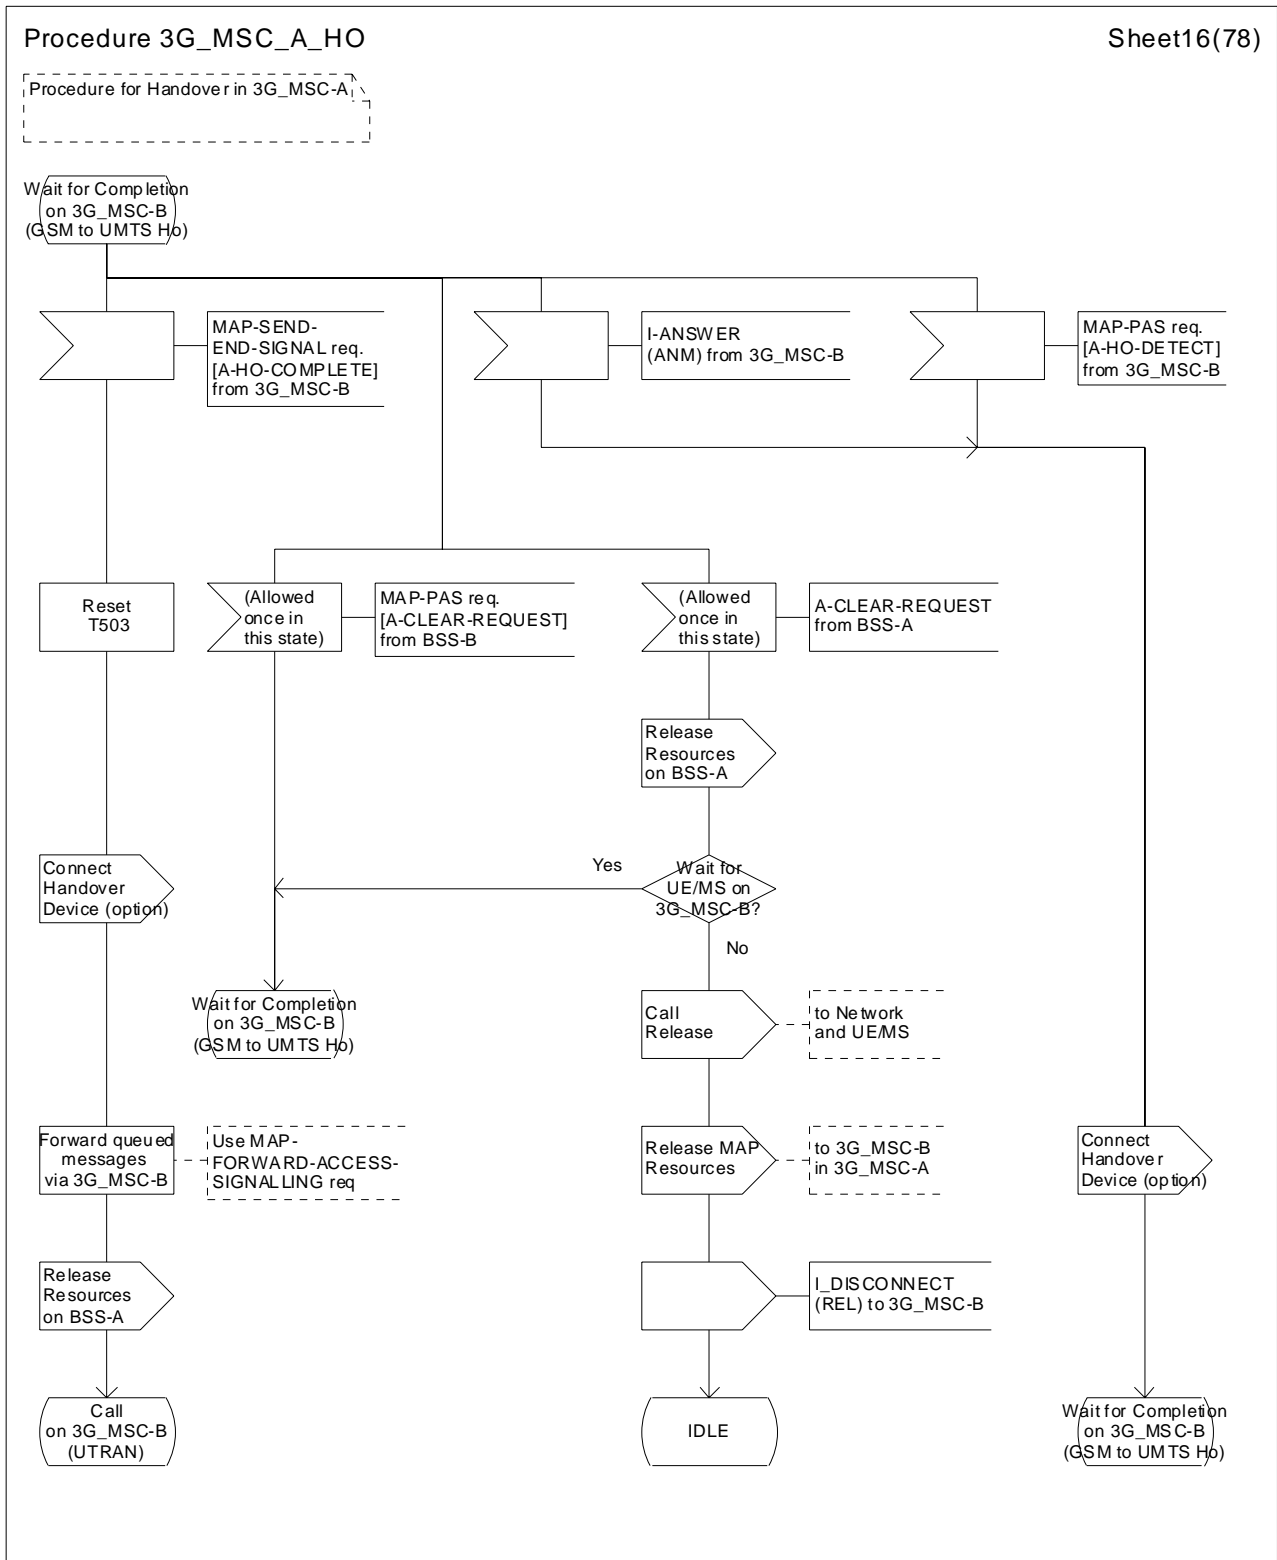 Procedure 3G_MSC_A_HO
Sheet16(78)
Procedure for Handover in 3G_MSC-A
Wait for Completion
on 3G_MSC-B
(GSM to UMTS Ho)
MAP-SEND-
END-SIGNAL req.
[A-HO-COMPLETE]
from 3G_MSC-B
I-ANSWER
(ANM) from 3G_MSC-B
MAP-PAS req.
[A-HO-DETECT]
from 3G_MSC-B
Reset
T503
(Allowed
once in
this state)
MAP-PAS req.
[A-CLEAR-REQUEST]
from BSS-B
(Allowed
once in
this state)
A-CLEAR-REQUEST
from BSS-A
Release
Resources
on BSS-A
Connect
Handover
Device (option)
Yes
Wait for
UE/MS on
3G_MSC-B?
No
Wait for Completion
on 3G_MSC-B
(GSM to UMTS Ho)
Call
Release
to Network
and UE/MS
Forward queued
messages
via 3G_MSC-B
Use MAP-
FORWARD-ACCESS-
SIGNALLING req
Release MAP
Resources
to 3G_MSC-B
in 3G_MSC-A
Connect
Handover
Device (option)
Release
Resources
on BSS-A
I_DISCONNECT
(REL) to 3G_MSC-B
Call
on 3G_MSC-B
(UTRAN)
IDLE
Wait for Completion
on 3G_MSC-B
(GSM to UMTS Ho)